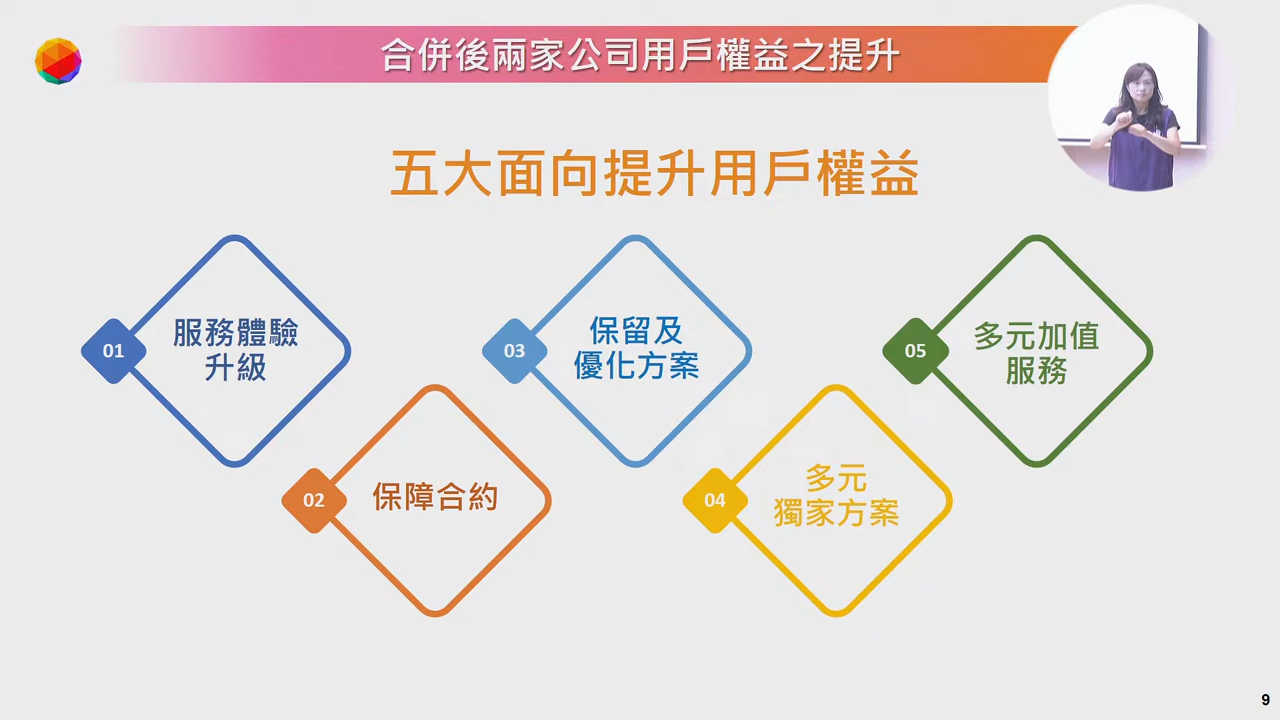 合併後兩家公司用戶權益之提升
五大面向提升用戶權益
01
服務體驗
升級
02
保障合約
03
保留及
優化方案
04
多元
獨家方案
05
多元加值
服務
9